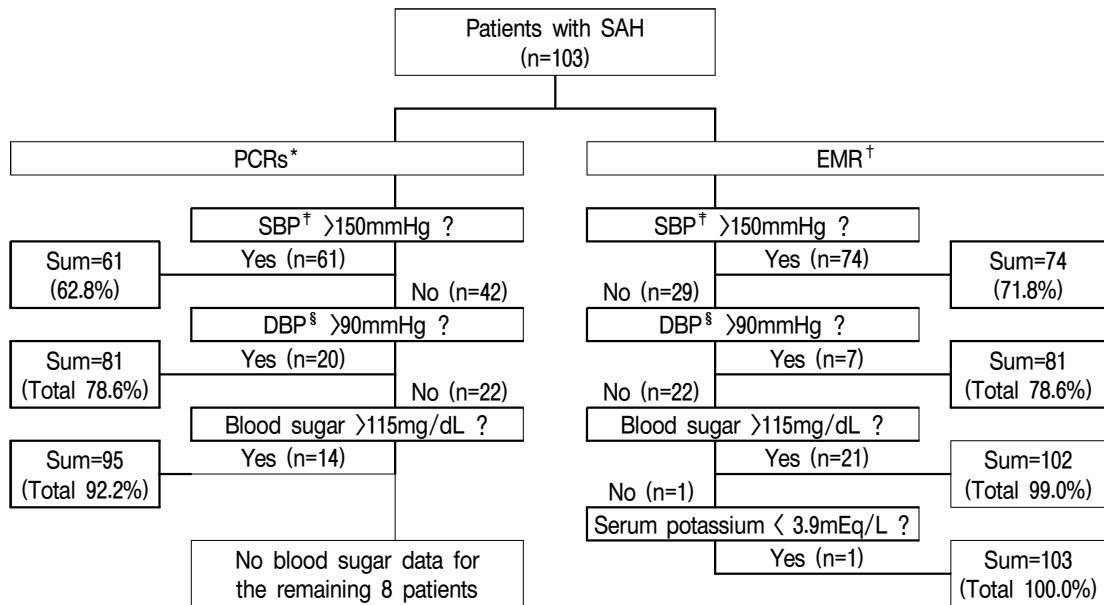 Patients with SAH
(n=103)
PCRs*
EMR†
SBP‡ 〉150mmHg ?
Yes (n=61)
Sum=61
(62.8%)
No (n=42)
DBP§ 〉90mmHg ?
Yes (n=20)
Sum=81
(Total 78.6%)
No (n=22)
Blood sugar 〉115mg/dL ?
Yes (n=14)
Sum=95
(Total 92.2%)
No blood sugar data for
the remaining 8 patients
SBP‡ 〉150mmHg ?
Yes (n=74)
Sum=74
(71.8%)
No (n=29)
DBP§ 〉90mmHg ?
Yes (n=7)
Sum=81
(Total 78.6%)
No (n=22)
Blood sugar 〉115mg/dL ?
Yes (n=21)
Sum=102
(Total 99.0%)
No (n=1)
Serum potassium 〈 3.9mEq/L ?
Yes (n=1)
Sum=103
(Total 100.0%)